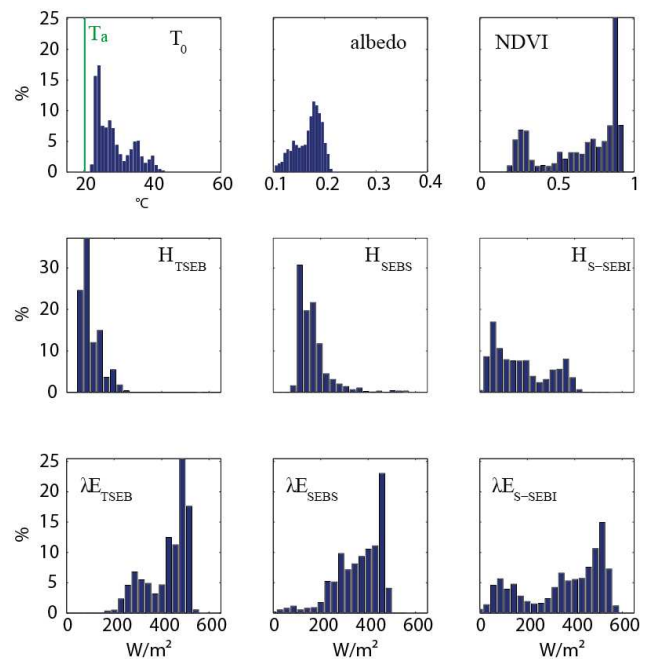 25
20
15
10
5
0
%
Ta
T0
20 40 60
°C
albedo
0.1 0.2 0.3 0.4
NDVI
0 0.5 1
30
20
10
0
%
HTSEB
HSEBS
HS-SEBI
25
20
15
10
5
0
%
λETSEB
0 200 400 600
W/m²
λESEBS
0 200 400 600
W/m²
λES-SEBI
0 200 400 600
W/m²